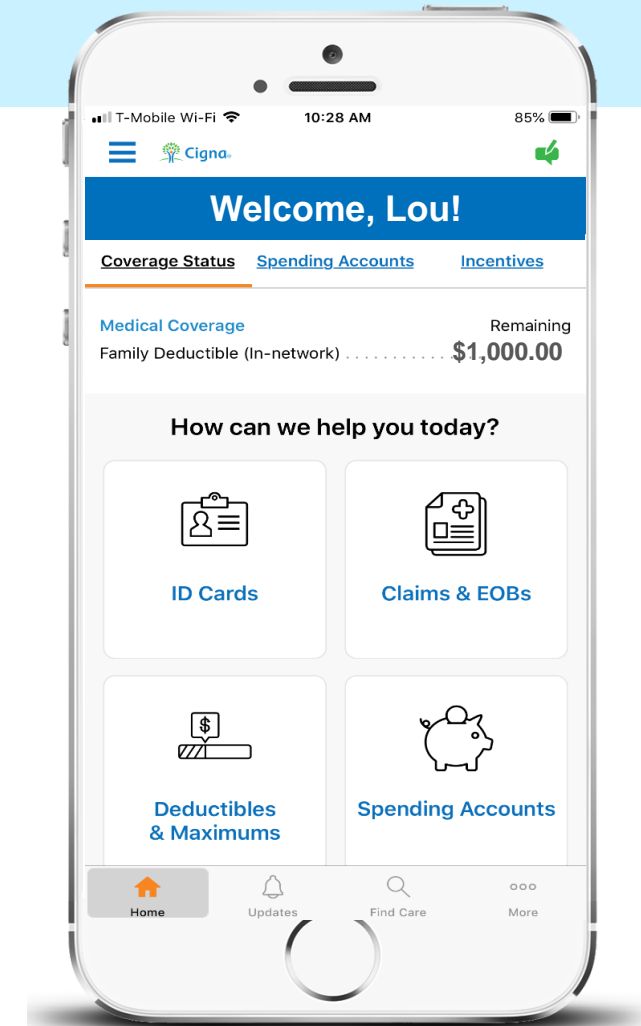 T-Mobile Wi-Fi 10:28 AM 85%
Cigna
Welcome, Lou!
Coverage Status Spending Accounts Incentives
Medical Coverage Remaining
Family Deductible (In-network) . . . . . . . . . . . . $1,000.00
How can we help you today?
ID Cards Claims & EOBs
$
Deductibles Spending Accounts
& Maximums
Home Updates Find Care More